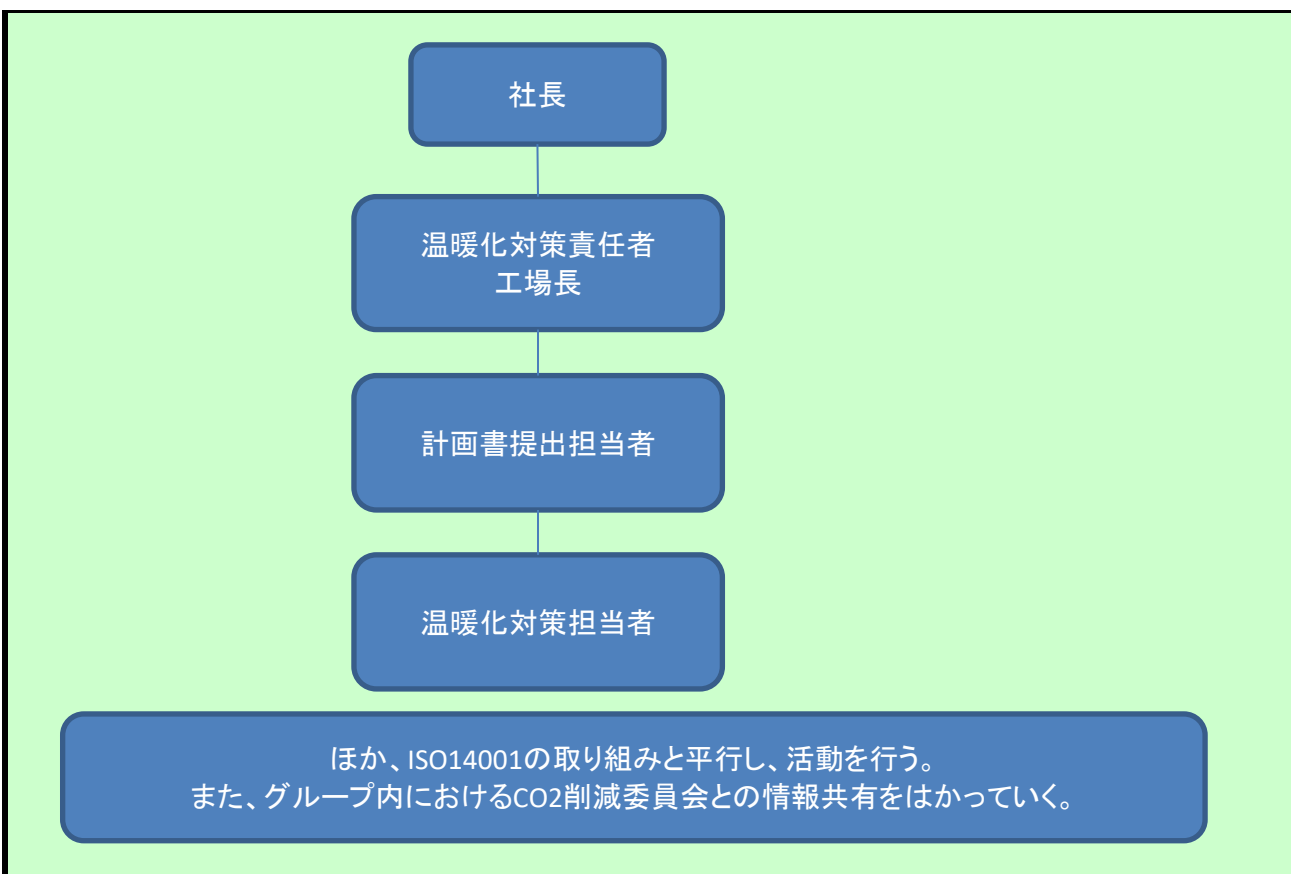 社長
温暖化対策責任者
工場長
計画書提出担当者
温暖化対策担当者
ほか、ISO14001の取り組みと平行し、活動を行う。
また、グループ内におけるCO2削減委員会との情報共有をはかっていく。